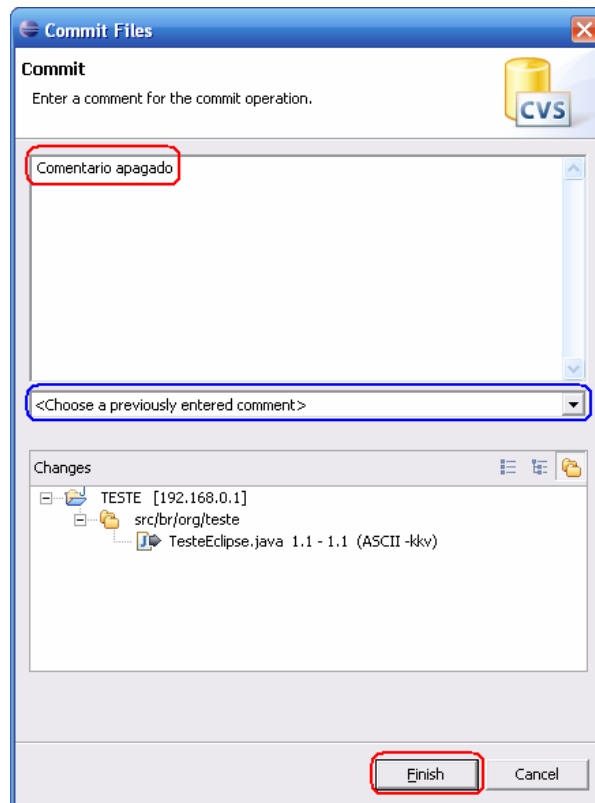 Commit Files
Commit
Enter a comment for the commit operation.
CVS
Comentario apagado
<Choose a previously entered comment>
Changes
TESTE [192.168.0.1]
src/br/org/teste
TesteEclipse.java 1.1 - 1.1 (ASCII -kkv)
Finish
Cancel